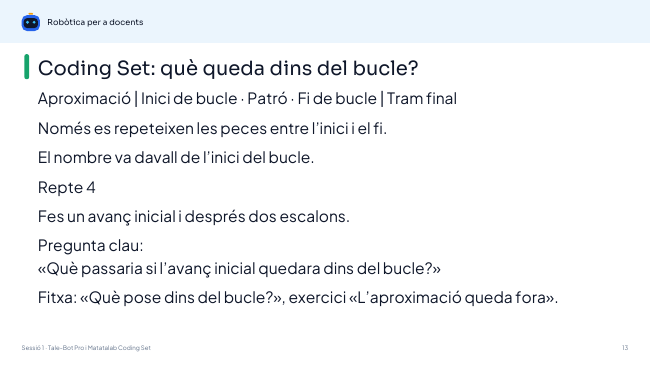 Robòtica per a docents
Coding Set: què queda dins del bucle?
Aproximació | Inici de bucle · Patró · Fi de bucle | Tram final
Només es repeteixen les peces entre l’inici i el fi.
El nombre va davall de l’inici del bucle.
Repte 4
Fes un avanç inicial i després dos escalons.
Pregunta clau:
«Què passaria si l’avanç inicial quedara dins del bucle?»
Fitxa: «Què pose dins del bucle?», exercici «L’aproximació queda fora».
Sessió 1 · Tale-Bot Pro i Matatalab Coding Set
13